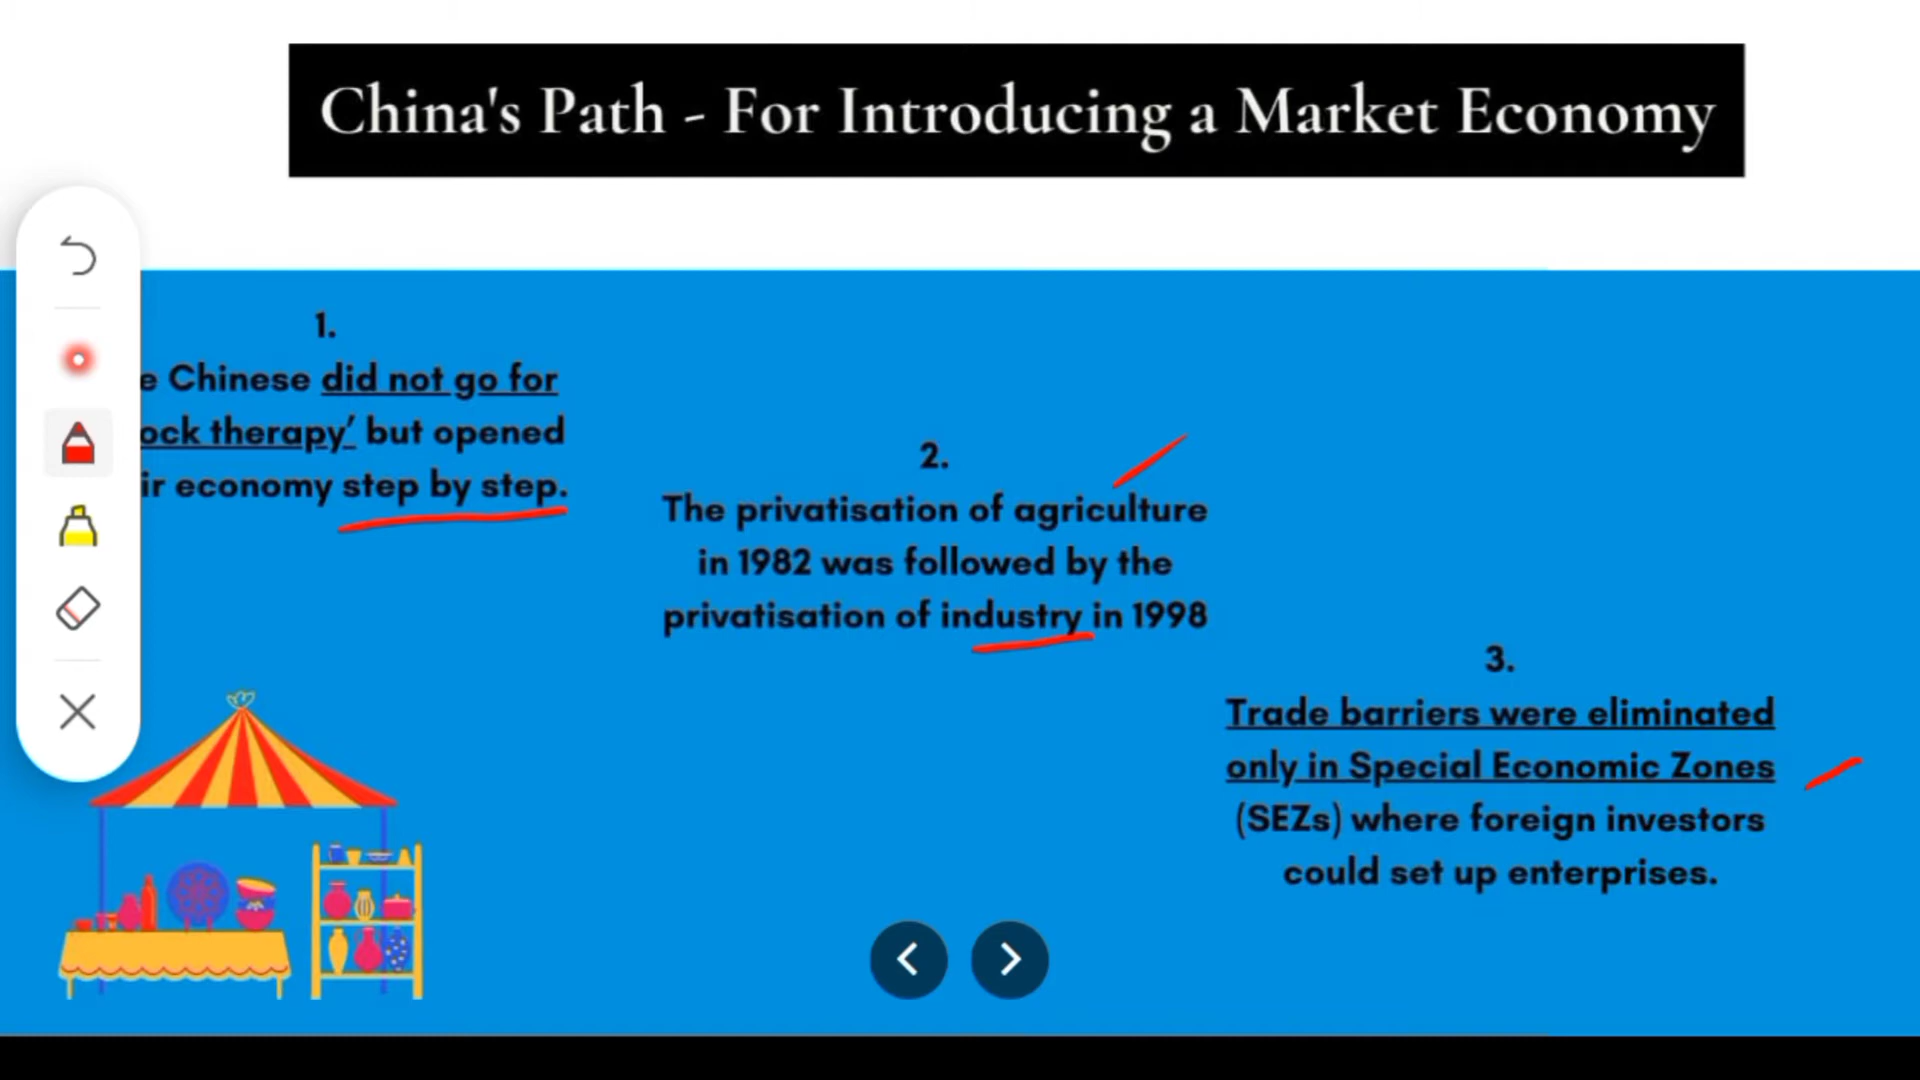 China's Path - For Introducing a Market Economy
1.
e Chinese did not go for
ock therapy' but opened
ir economy step by step.
2.
The privatisation of agriculture
in 1982 was followed by the
privatisation of industry in 1998
3.
Trade barriers were eliminated
only in Special Economic Zones
(SEZs) where foreign investors
could set up enterprises.